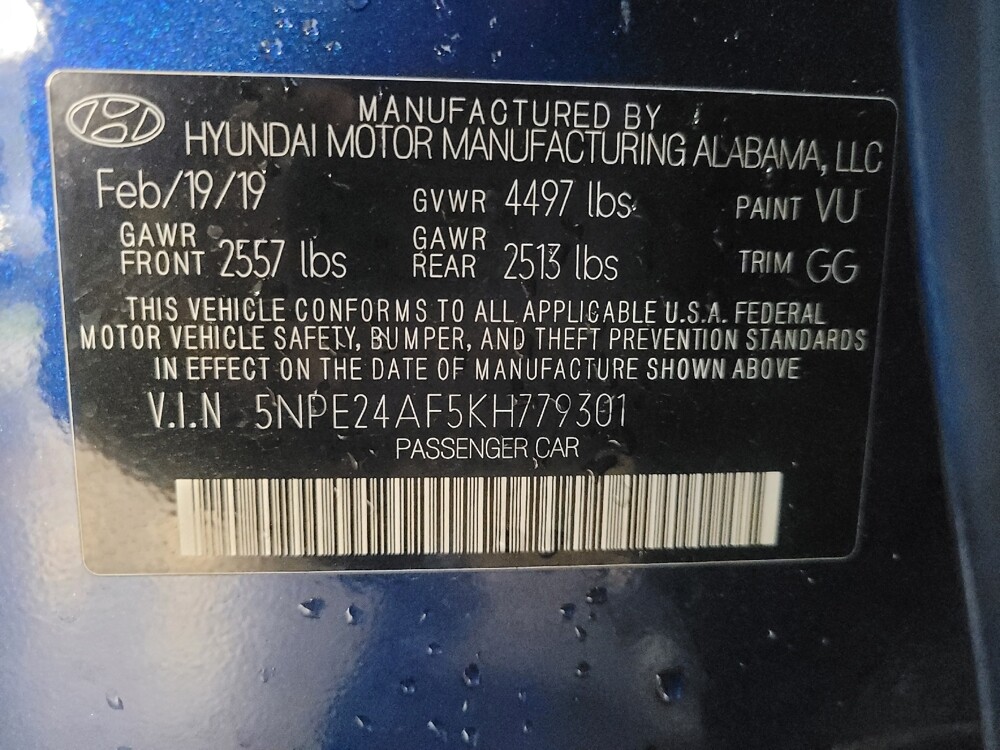 MANUFACTURED BY
HYUNDAI MOTOR MANUFACTURING ALABAMA, LLC
Feb/19/19 GVWR 4497 lbs PAINT VU
GAWR FRONT 2557 lbs GAWR REAR 2513 lbs TRIM GG
THIS VEHICLE CONFORMS TO ALL APPLICABLE U.S.A. FEDERAL
MOTOR VEHICLE SAFETY, BUMPER, AND THEFT PREVENTION STANDARDS
IN EFFECT ON THE DATE OF MANUFACTURE SHOWN ABOVE
V.I.N 5NPE24AF5KH779301
PASSENGER CAR